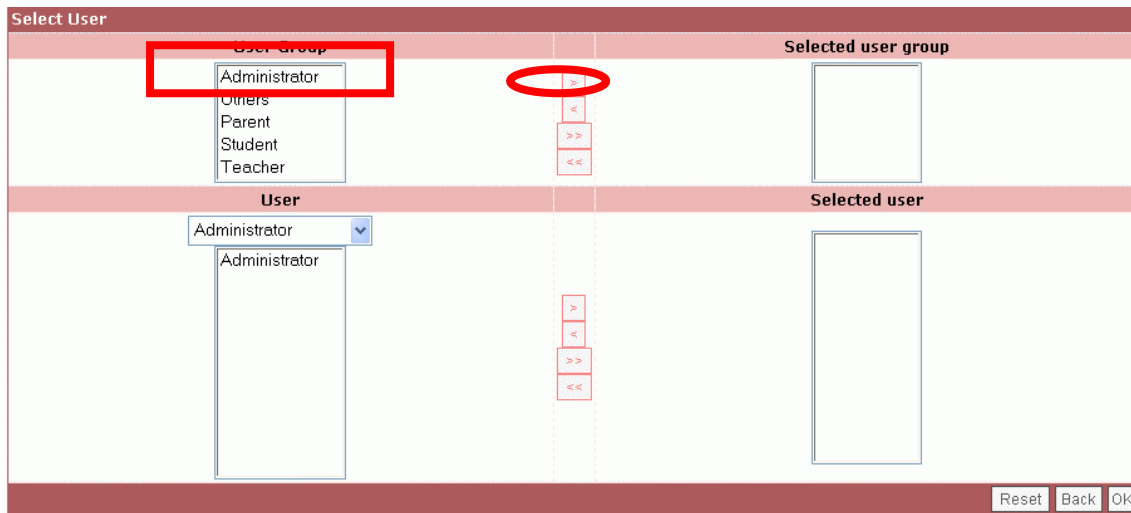 Select User
User Group
Selected user group
Administrator
Others
Parent
Student
Teacher
>
<
>>
<<
User
Selected user
Administrator
Administrator
>
<
>>
<<
Reset Back OK